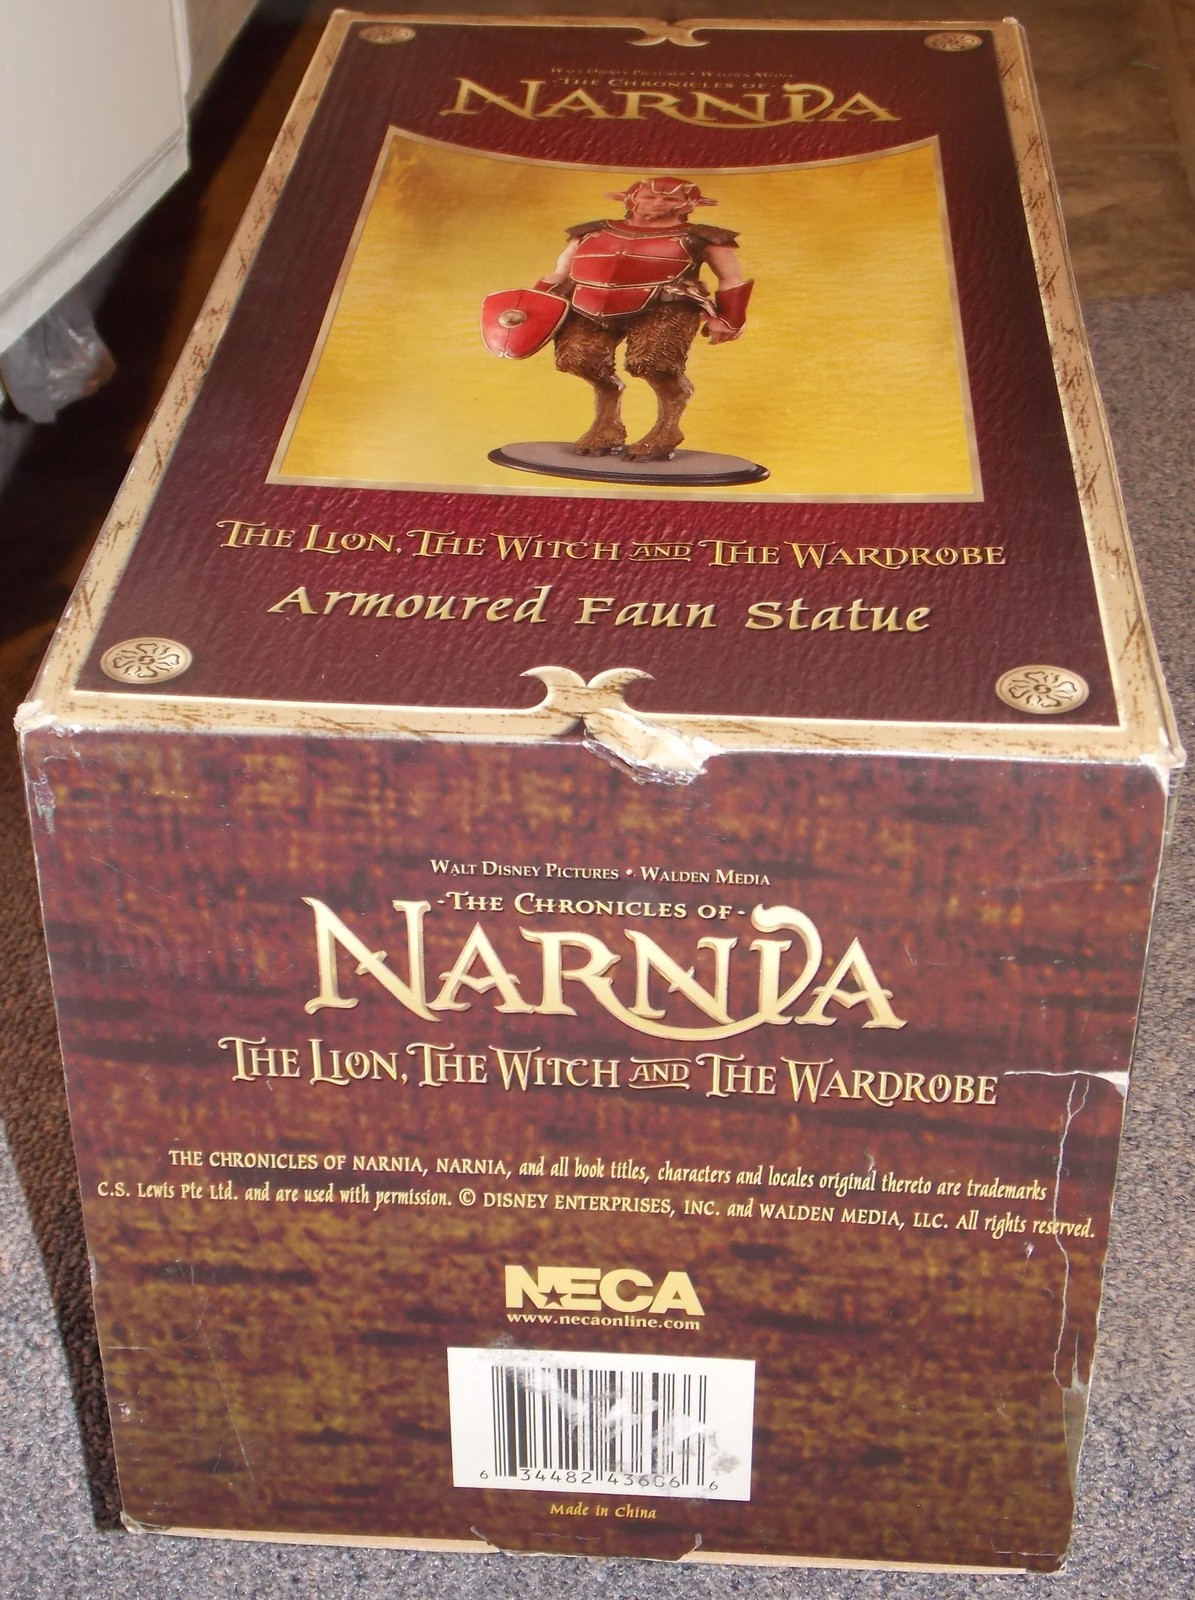 WALT DISNEY PICTURES • WALDEN MEDIA
THE CHRONICLES OF
NARNIA
THE LION, THE WITCH AND THE WARDROBE
Armoured Faun Statue
WALT DISNEY PICTURES • WALDEN MEDIA
-THE CHRONICLES OF-
NARNIA
THE LION, THE WITCH AND THE WARDROBE
THE CHRONICLES OF NARNIA, NARNIA, and all book titles, characters and locales original thereto are trademarks
C.S. Lewis Pte Ltd. and are used with permission. © DISNEY ENTERPRISES, INC. and WALDEN MEDIA, LLC. All rights reserved.
NECA
www.necaonline.com
6 34482 43606 6
Made in China